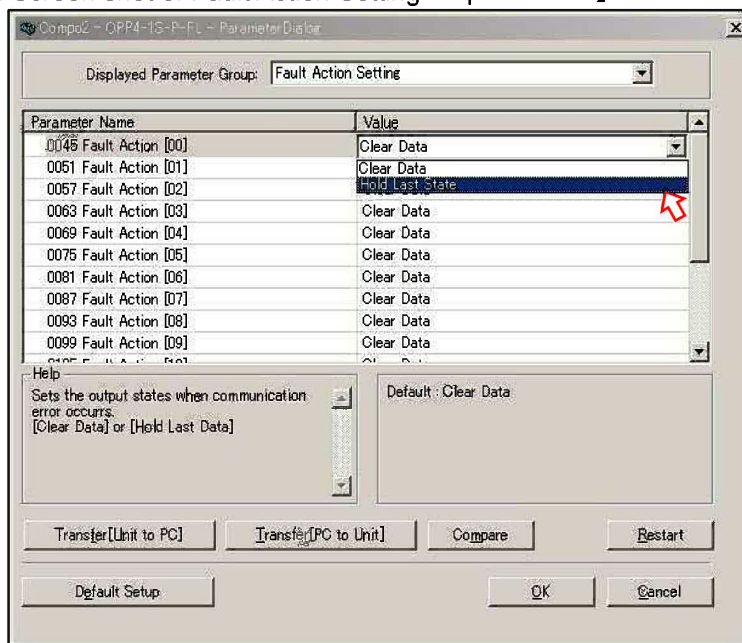 Compo2 - OPP4-1S-P-FL - Parameter Dialog
Displayed Parameter Group: Fault Action Setting
Parameter Name Value
0045 Fault Action [00] Clear Data
Clear Data
0051 Fault Action [01]
Hold Last State
0057 Fault Action [02]
0063 Fault Action [03] Clear Data
0069 Fault Action [04] Clear Data
0075 Fault Action [05] Clear Data
0081 Fault Action [06] Clear Data
0087 Fault Action [07] Clear Data
0093 Fault Action [08] Clear Data
0099 Fault Action [09] Clear Data
Help
Sets the output states when communication
error occurrs.
[Clear Data] or [Hold Last Data]
Default : Clear Data
Transfer[Unit to PC] Transfer[PC to Unit] Compare Restart
Default Setup OK Cancel